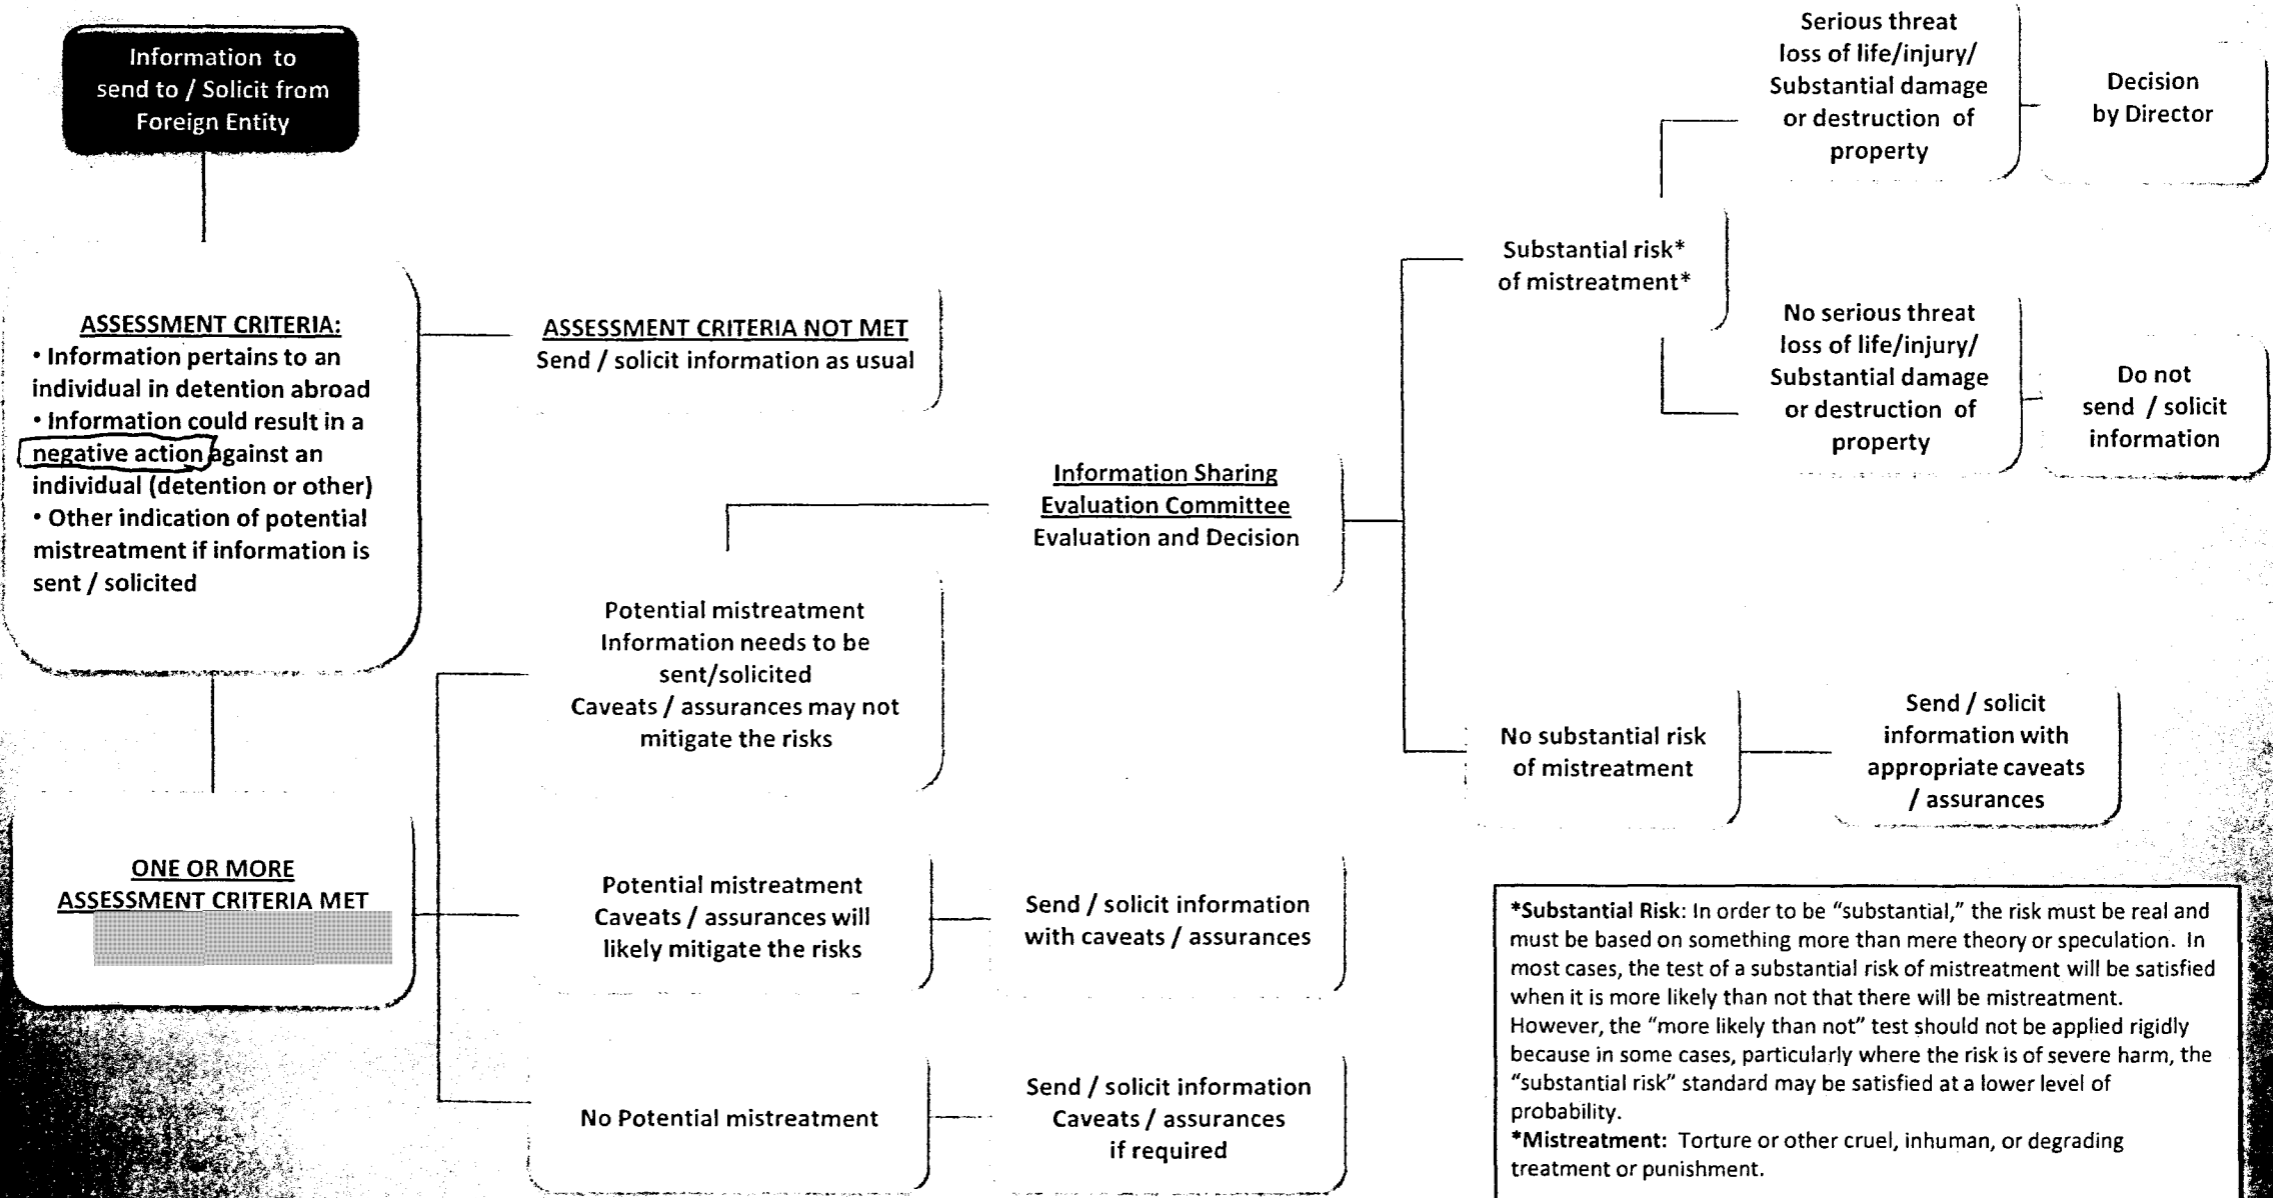 Information to
send to / Solicit from
Foreign Entity
ASSESSMENT CRITERIA:
• Information pertains to an
individual in detention abroad
• Information could result in a
negative action against an
individual (detention or other)
• Other indication of potential
mistreatment if information is
sent / solicited
ASSESSMENT CRITERIA NOT MET
Send / solicit information as usual
ONE OR MORE
ASSESSMENT CRITERIA MET
Potential mistreatment
Information needs to be
sent/solicited
Caveats / assurances may not
mitigate the risks
Potential mistreatment
Caveats / assurances will
likely mitigate the risks
No Potential mistreatment
Information Sharing
Evaluation Committee
Evaluation and Decision
Send / solicit information
with caveats / assurances
Send / solicit information
Caveats / assurances
if required
Substantial risk*
of mistreatment*
No substantial risk
of mistreatment
Serious threat
loss of life/injury/
Substantial damage
or destruction of
property
Decision
by Director
No serious threat
loss of life/injury/
Substantial damage
or destruction of
property
Do not
send / solicit
information
Send / solicit
information with
appropriate caveats
/ assurances
*Substantial Risk: In order to be “substantial,” the risk must be real and
must be based on something more than mere theory or speculation. In
most cases, the test of a substantial risk of mistreatment will be satisfied
when it is more likely than not that there will be mistreatment.
However, the “more likely than not” test should not be applied rigidly
because in some cases, particularly where the risk is of severe harm, the
“substantial risk” standard may be satisfied at a lower level of
probability.
*Mistreatment: Torture or other cruel, inhuman, or degrading
treatment or punishment.